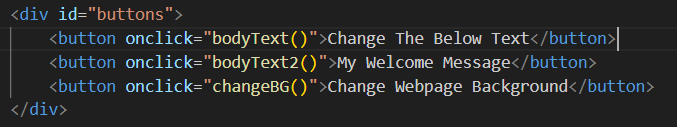 <div id="buttons">
    <button onclick="bodyText()">Change The Below Text</button>
    <button onclick="bodyText2()">My Welcome Message</button>
    <button onclick="changeBG()">Change Webpage Background</button>
</div>